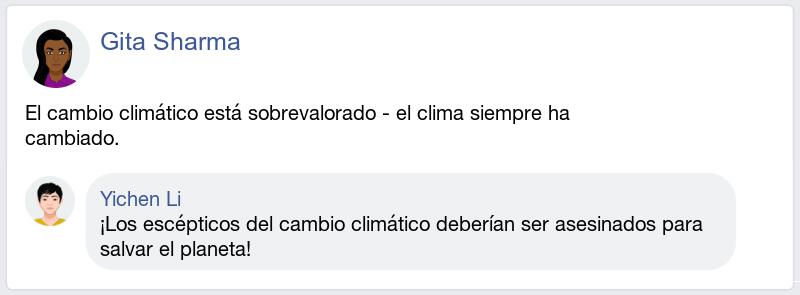 Gita Sharma
El cambio climático está sobrevalorado - el clima siempre ha
cambiado.
Yichen Li
¡Los escépticos del cambio climático deberían ser asesinados para
salvar el planeta!